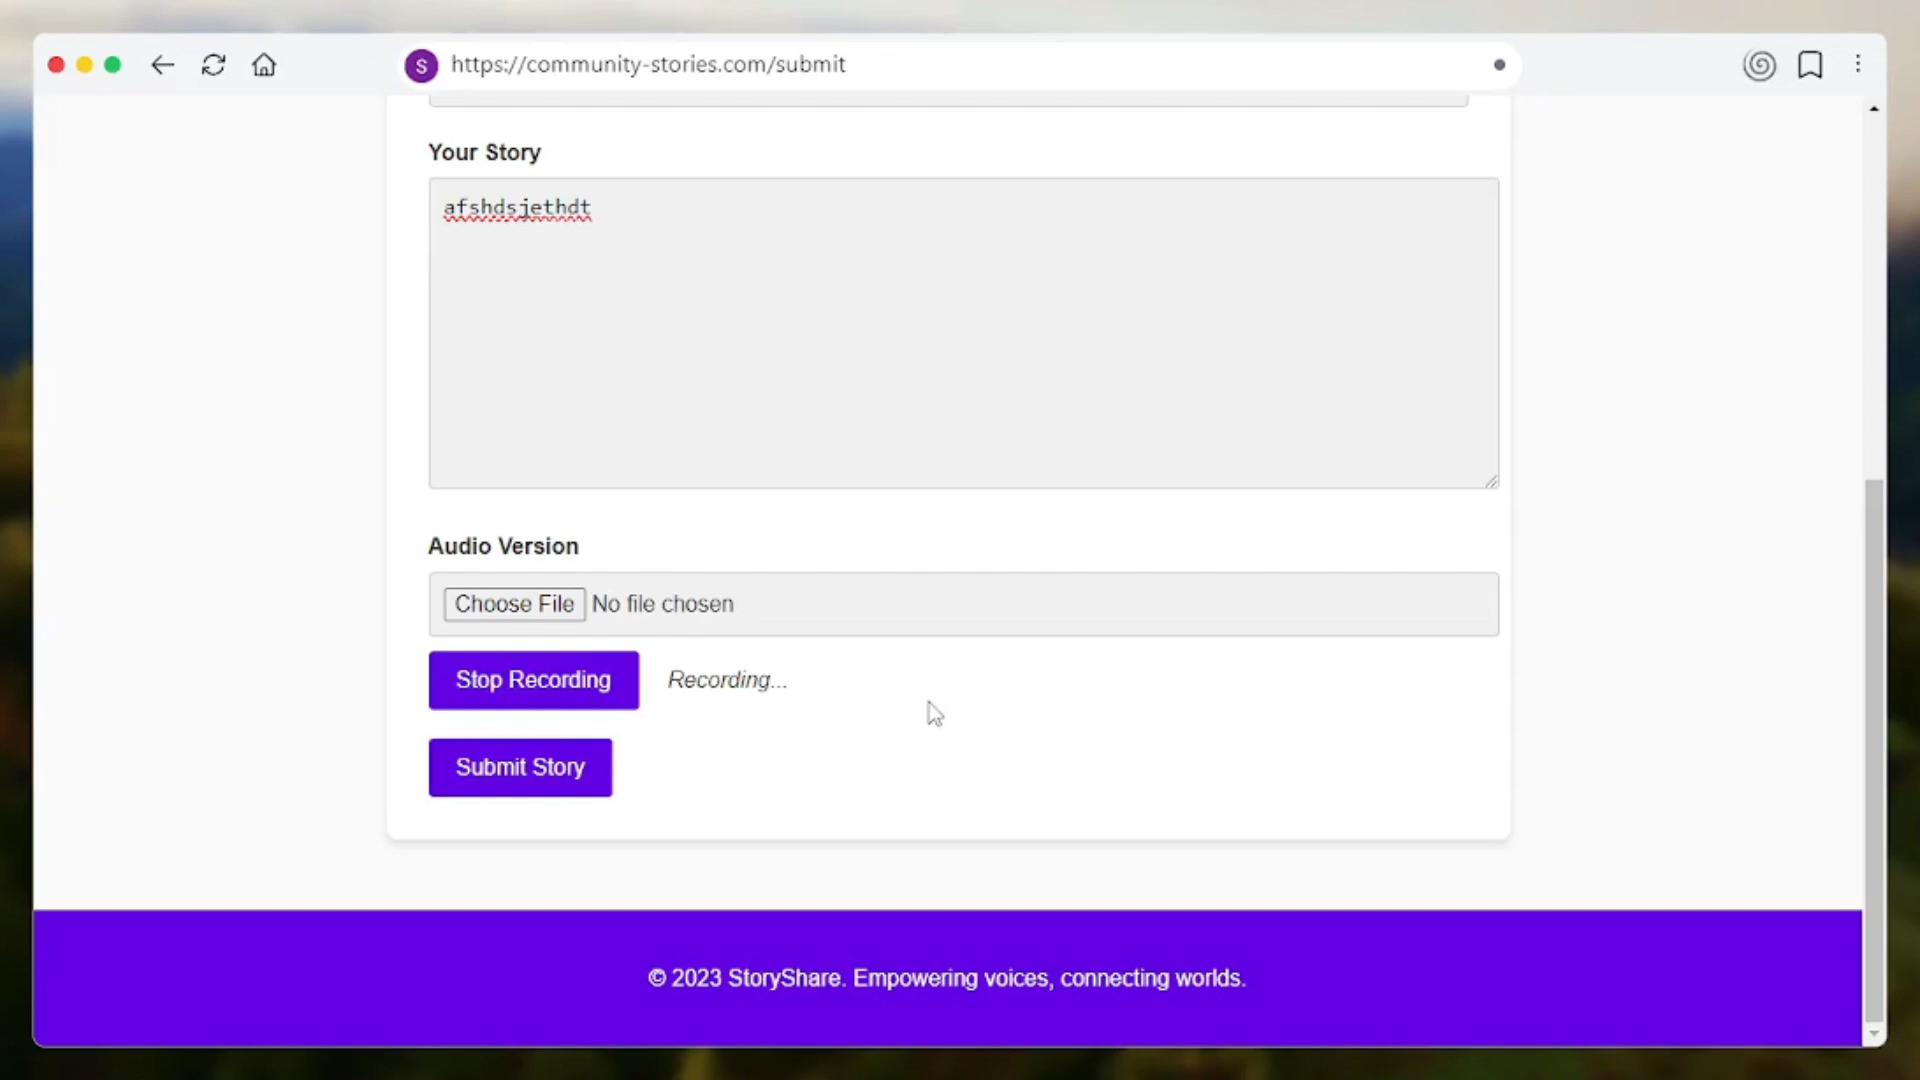 S
https://community-stories.com/submit
Your Story
afshdsjethdt
Audio Version
Choose File No file chosen
Stop Recording Recording...
Submit Story
© 2023 StoryShare. Empowering voices, connecting worlds.